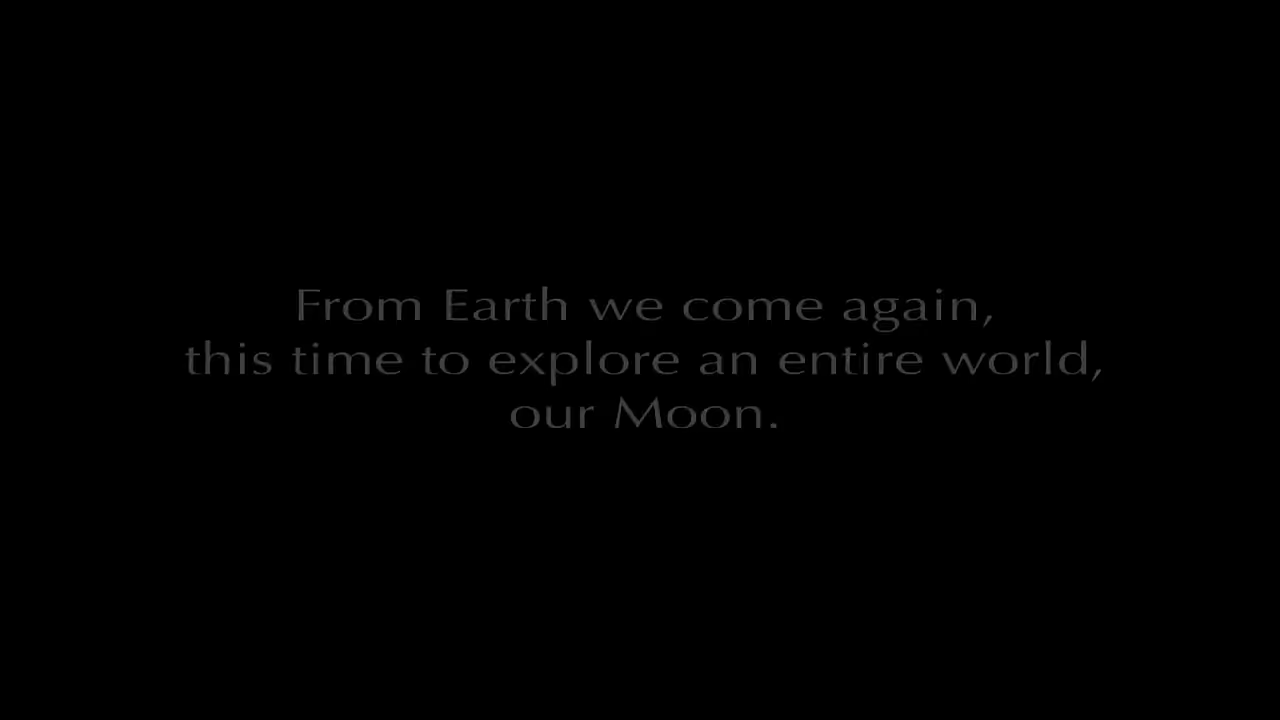 From Earth we come again,
this time to explore an entire world,
our Moon.